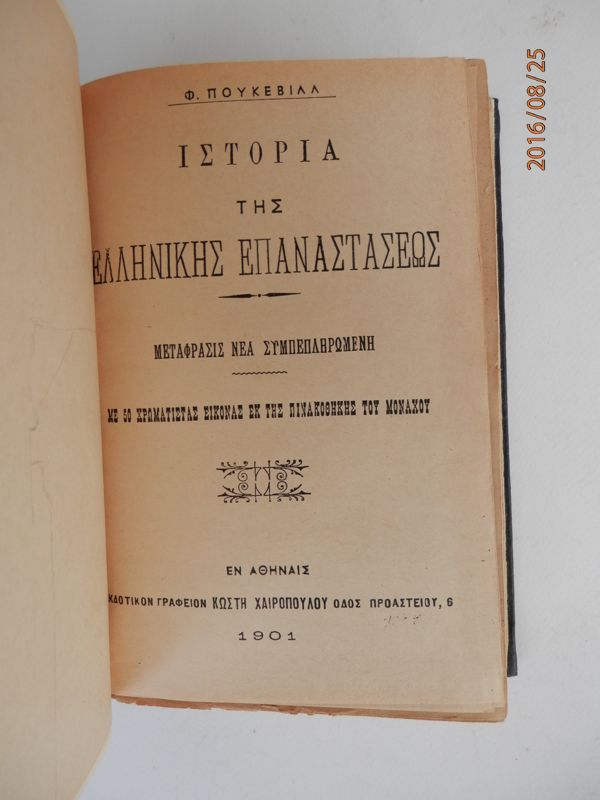 Φ. ΠΟΥΚΕΒΙΛΛ
ΙΣΤΟΡΙΑ
ΤΗΣ
ΕΛΛΗΝΙΚΗΣ ΕΠΑΝΑΣΤΑΣΕΩΣ
ΜΕΤΑΦΡΑΣΙΣ ΝΕΑ ΣΥΜΠΕΠΛΗΡΩΜΕΝΗ
ΜΕ 50 ΧΡΩΜΑΤΙΣΤΑΣ ΕΙΚΟΝΑΣ ΕΚ ΤΗΣ ΠΙΝΑΚΟΘΗΚΗΣ ΤΟΥ ΜΟΝΑΧΟΥ
ΕΝ ΑΘΗΝΑΙΣ
ΚΔΟΤΙΚΟΝ ΓΡΑΦΕΙΟΝ ΚΩΣΤΗ ΧΑΙΡΟΠΟΥΛΟΥ ΟΔΟΣ ΠΡΟΑΣΤΕΙΟΥ, 6
1901
2016/08/25